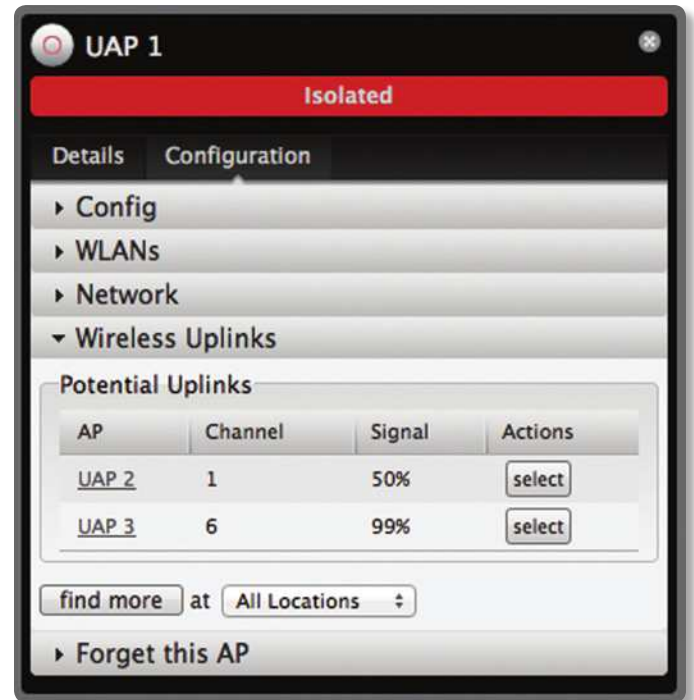 UAP 1
Isolated
Details Configuration
Config
WLANs
Network
Wireless Uplinks
Potential Uplinks
AP Channel Signal Actions
UAP 2 1 50% select
UAP 3 6 99% select
find more at All Locations
Forget this AP